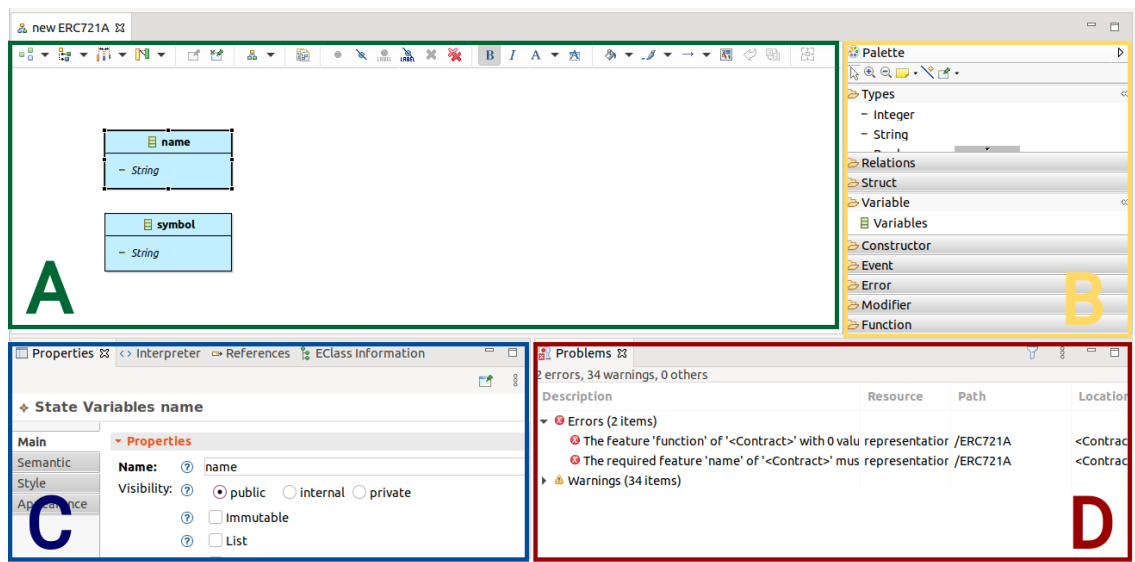 new ERC721A
LABEL LABEL B I A A
name
– String
symbol
– String
A
Palette
Types
– Integer
– String
Relations
Struct
Variable
Variables
Constructor
Event
Error
Modifier
Function
B
Properties Interpreter References EClass Information
State Variables name
Main
Semantic
Style
Appearance
Properties
Name: ? name
Visibility: ? public internal private
? Immutable
? List
C
Problems
2 errors, 34 warnings, 0 others
Description Resource Path Location
Errors (2 items)
The feature 'function' of '<Contract>' with 0 valu representation /ERC721A <Contrac
The required feature 'name' of '<Contract>' mus representation /ERC721A <Contrac
Warnings (34 items)
D